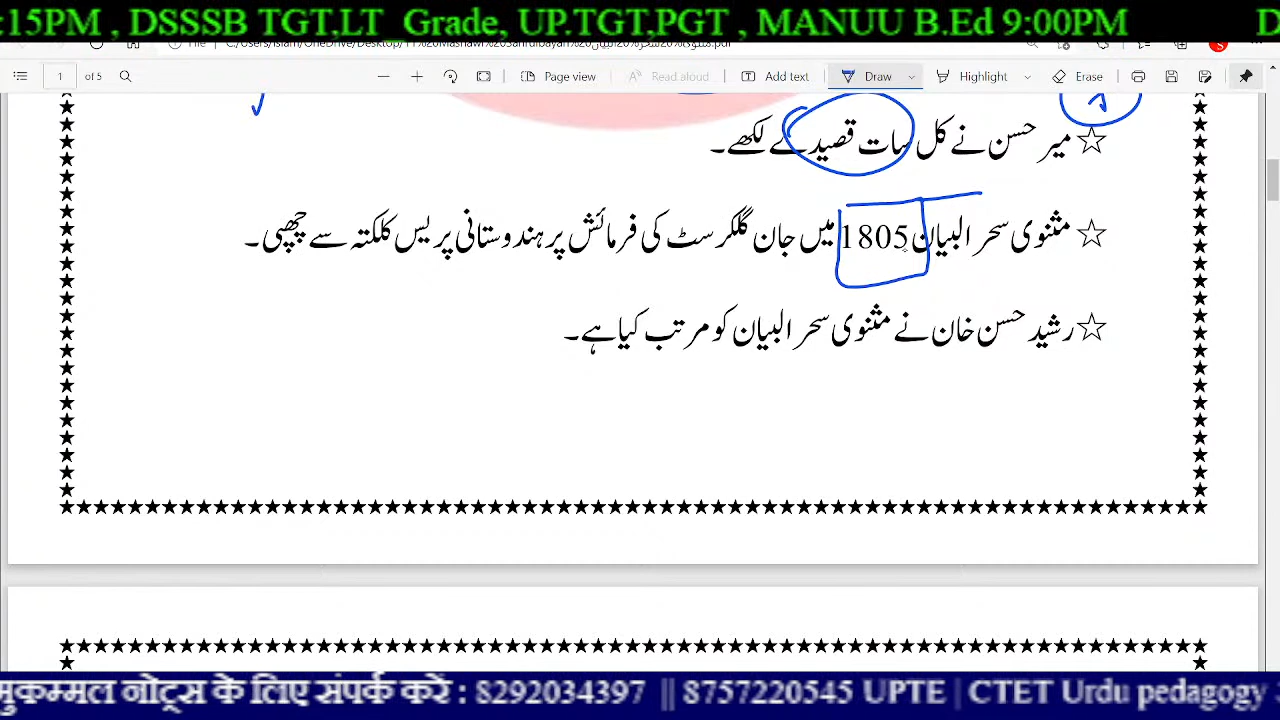 :15PM , DSSSB TGT,LT_Grade, UP.TGT,PGT , MANUU B.Ed 9:00PM D
1 of 5 Page view Read aloud Add text Draw Highlight Erase
☆ میر حسن نے کل سات قصیدے لکھے۔
☆ مثنوی سحر البیان 1805 میں جان گلکرسٹ کی فرمائش پر ہندوستانی پریس کلکتہ سے چھپی۔
☆ رشید حسن خان نے مثنوی سحر البیان کو مرتب کیا ہے۔
मुकम्मल नोट्स के लिए संपर्क करें : 8292034397 || 8757220545 UPTE | CTET Urdu pedagogy